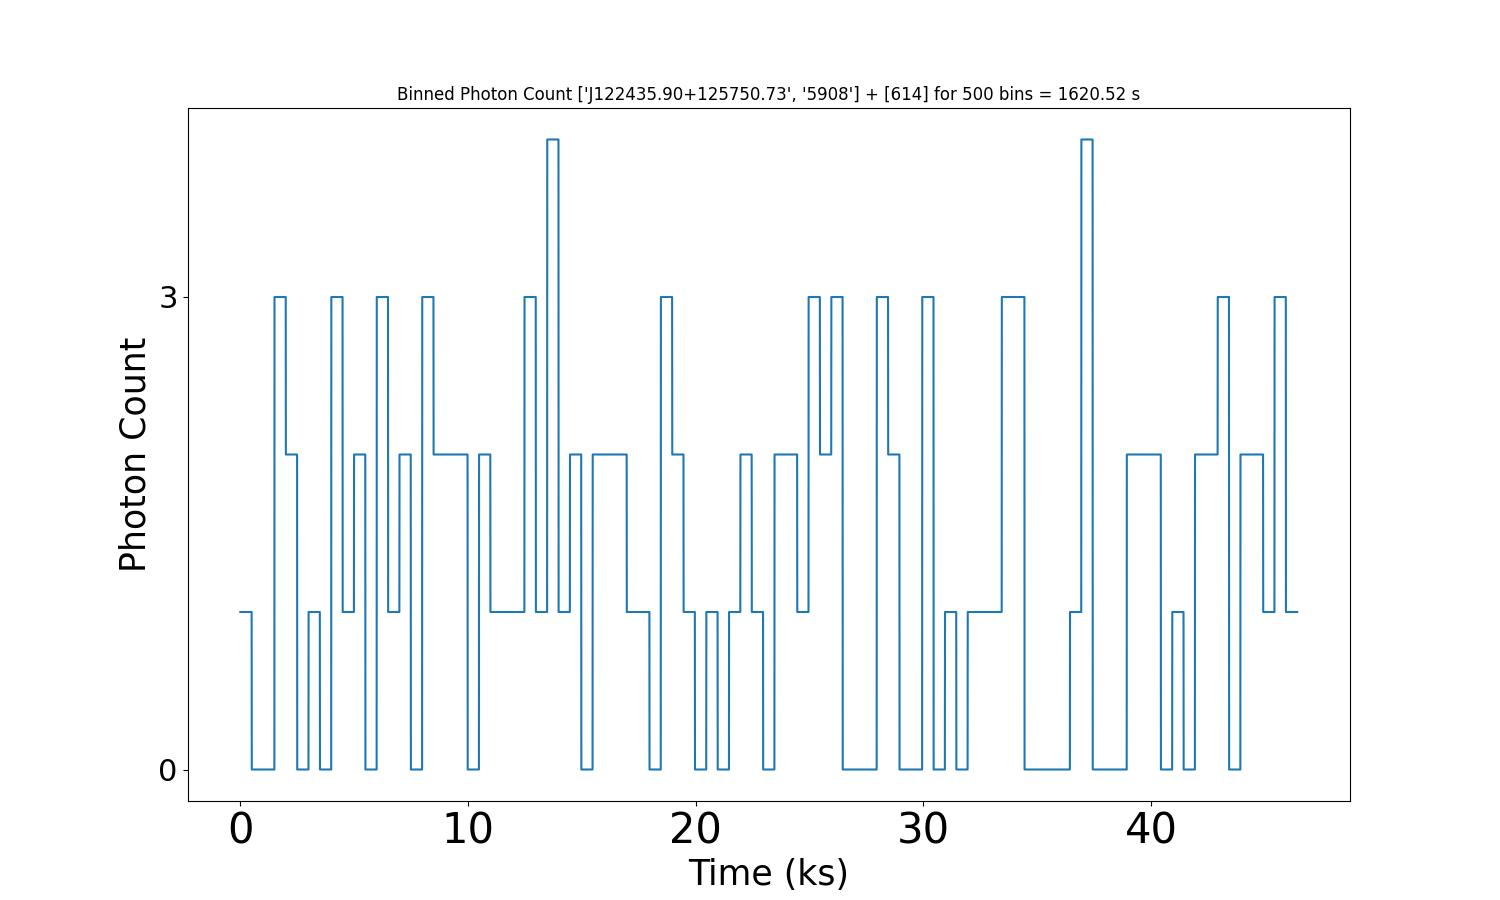 Binned Photon Count ['J122435.90+125750.73', '5908'] + [614] for 500 bins = 1620.52 s
Photon Count
3
0
0 10 20 30 40
Time (ks)